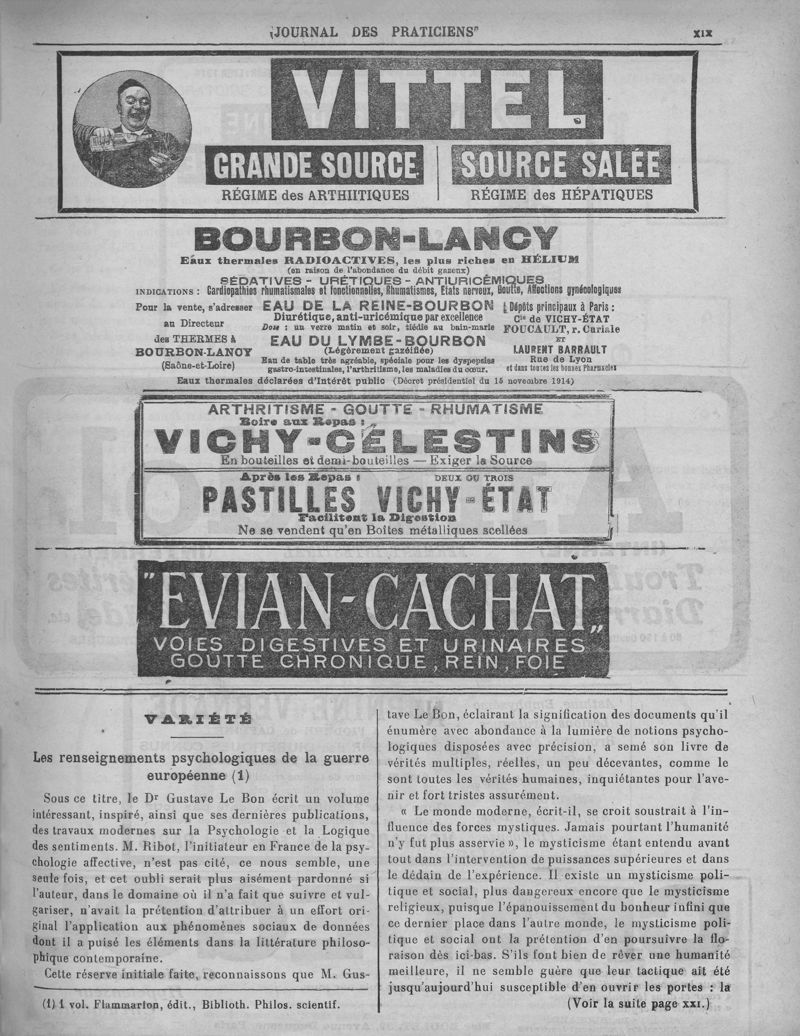 "JOURNAL DES PRATICIENS"
XIX
VITTEL
GRANDE SOURCE
RÉGIME des ARTHITIQUES
SOURCE SALÉE
RÉGIME des HÉPATIQUES
BOURBON-LANCY
Eaux thermales RADIOACTIVES, les plus riches en HÉLIUM
(en raison de l'abondance du débit gazeux)
SÉDATIVES - URÉTIQUES - ANTIURICÉMIQUES
INDICATIONS : Cardiopathies rhumatismales et fonctionnelles, Rhumatismes, Etats nerveux, Goutte, Affections gynécologiques
Pour la vente, s'adresser
au Directeur
des THERMES à
BOURBON-LANCY
(Saône-et-Loire)
EAU DE LA REINE-BOURBON
Diurétique, anti-uricémique par excellence
Dose : un verre matin et soir, tiédie au bain-marie
EAU DU LYMBE-BOURBON
(Légèrement gazéifiée)
Eau de table très agréable, spéciale pour les dyspepsies
gastro-intestinales, l'arthritisme, les maladies du cœur.
Dépôts principaux à Paris :
Cie de VICHY-ÉTAT
FOUCAULT, r. Curiale
ET
LAURENT BARRAULT
Rue de Lyon
et dans toutes les bonnes Pharmacies
Eaux thermales déclarées d'Intérêt public (Décret présidentiel du 15 novembre 1914)
ARTHRITISME - GOUTTE - RHUMATISME
Boire aux Repas :
VICHY-CÉLESTINS
En bouteilles et demi-bouteilles — Exiger la Source
Après les Repas : DEUX OU TROIS
PASTILLES VICHY-ÉTAT
Facilitent la Digestion
Ne se vendent qu'en Boîtes métalliques scellées
"EVIAN-CACHAT„
VOIES DIGESTIVES ET URINAIRES
GOUTTE CHRONIQUE, REIN, FOIE
VARIÉTÉ
Les renseignements psychologiques de la guerre
européenne (1)
Sous ce titre, le Dr Gustave Le Bon écrit un volume
intéressant, inspiré, ainsi que ses dernières publications,
des travaux modernes sur la Psychologie et la Logique
des sentiments. M. Ribot, l'initiateur en France de la psy-
chologie affective, n'est pas cité, ce nous semble, une
seule fois, et cet oubli serait plus aisément pardonné si
l'auteur, dans le domaine où il n'a fait que suivre et vul-
gariser, n'avait la prétention d'attribuer à un effort ori-
ginal l'application aux phénomènes sociaux de données
dont il a puisé les éléments dans la littérature philoso-
phique contemporaine.
Cette réserve initiale faite, reconnaissons que M. Gus-
(1) 1 vol. Flammarion, édit., Biblioth. Philos. scientif.
tave Le Bon, éclairant la signification des documents qu'il
énumère avec abondance à la lumière de notions psycho-
logiques disposées avec précision, a semé son livre de
vérités multiples, réelles, un peu décevantes, comme le
sont toutes les vérités humaines, inquiétantes pour l'ave-
nir et fort tristes assurément.
« Le monde moderne, écrit-il, se croit soustrait à l'in-
fluence des forces mystiques. Jamais pourtant l'humanité
n'y fut plus asservie », le mysticisme étant entendu avant
tout dans l'intervention de puissances supérieures et dans
le dédain de l'expérience. Il existe un mysticisme poli-
tique et social, plus dangereux encore que le mysticisme
religieux, puisque l'épanouissement du bonheur infini que
ce dernier place dans l'autre monde, le mysticisme poli-
tique et social ont la prétention d'en poursuivre la flo-
raison dès ici-bas. S'ils font bien de rêver une humanité
meilleure, il ne semble guère que leur tactique ait été
jusqu'aujourd'hui susceptible d'en ouvrir les portes : la
(Voir la suite page XXI.)